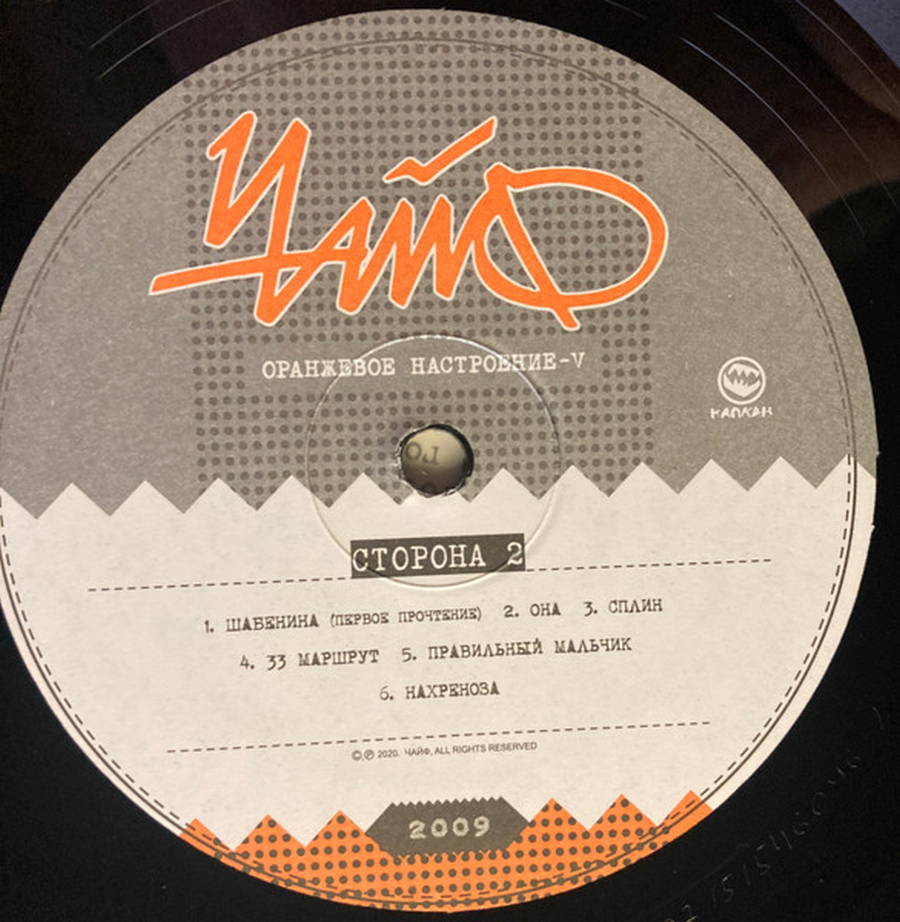 Чайф
ОРАНЖЕВОЕ НАСТРОЕНИЕ-V
КАПКАН
СТОРОНА 2
1. ШАБЕНИНА (ПЕРВОЕ ПРОЧТЕНИЕ) 2. ОНА 3. СПЛИН
4. 33 МАРШРУТ 5. ПРАВИЛЬНЫЙ МАЛЬЧИК
6. НАХРЕНОЗА
©℗ 2020. ЧАЙФ, ALL RIGHTS RESERVED
2009